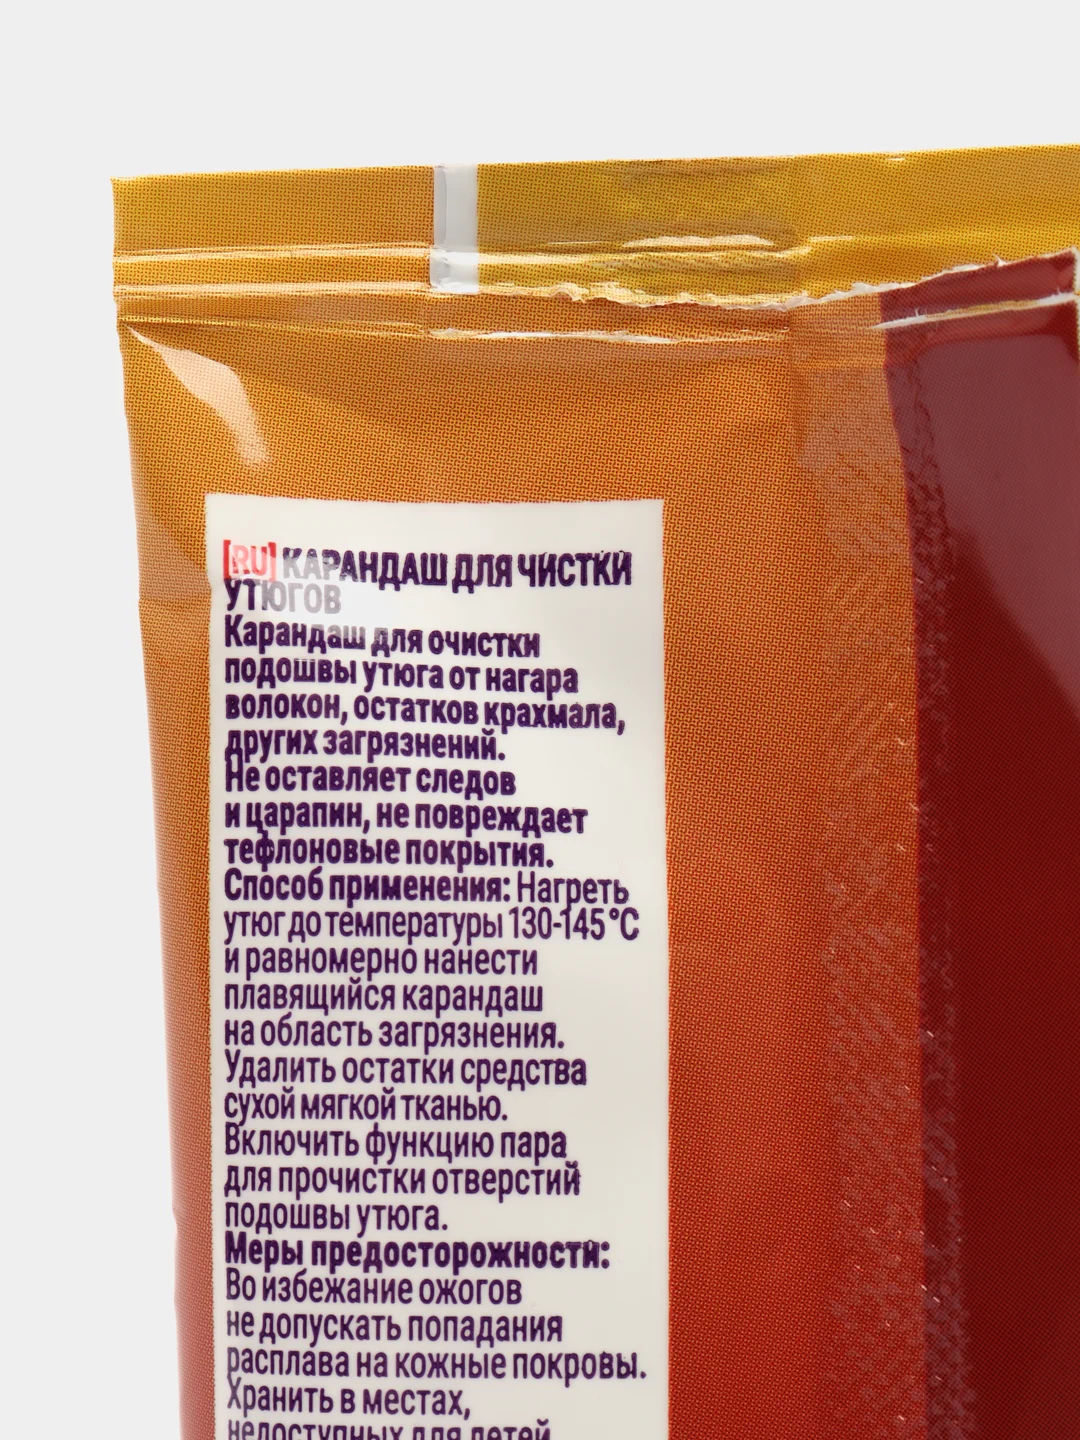 [RU] КАРАНДАШ ДЛЯ ЧИСТКИ
УТЮГОВ
Карандаш для очистки
подошвы утюга от нагара
волокон, остатков крахмала,
других загрязнений.
Не оставляет следов
и царапин, не повреждает
тефлоновые покрытия.
Способ применения: Нагреть
утюг до температуры 130-145°С
и равномерно нанести
плавящийся карандаш
на область загрязнения.
Удалить остатки средства
сухой мягкой тканью.
Включить функцию пара
для прочистки отверстий
подошвы утюга.
Меры предосторожности:
Во избежание ожогов
не допускать попадания
расплава на кожные покровы.
Хранить в местах,
недоступных для детей